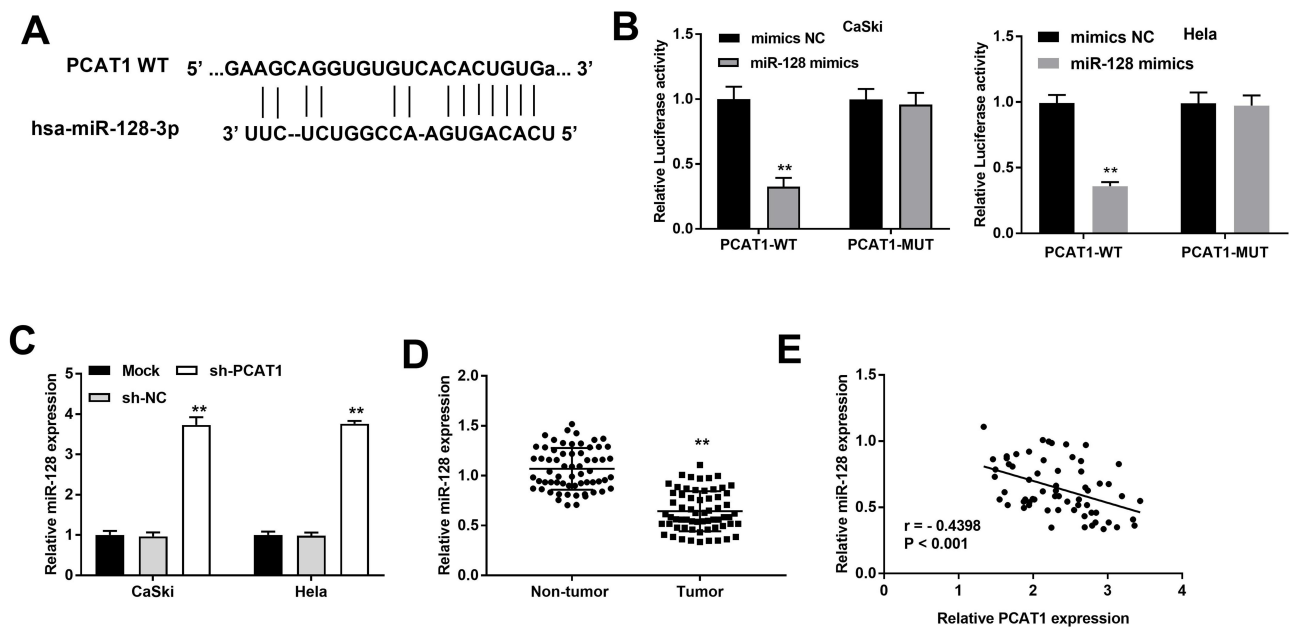 A
PCAT1 WT 5' ...GAAGCAGGUGUGUCACACUGUGa... 3'
hsa-miR-128-3p 3' UUC--UCUGGCCA-AGUGACACU 5'
B
CaSki
mimics NC
miR-128 mimics
Relative Luciferase activity
1.5
1.0
0.5
0.0
**
PCAT1-WT PCAT1-MUT
Hela
mimics NC
miR-128 mimics
Relative Luciferase activity
1.5
1.0
0.5
0.0
**
PCAT1-WT PCAT1-MUT
C
Mock sh-PCAT1
sh-NC
Relative miR-128 expression
5
4
3
2
1
0
** **
CaSki Hela
D
Relative miR-128 expression
2.0
1.5
1.0
0.5
0.0
**
Non-tumor Tumor
E
Relative miR-128 expression
1.5
1.0
0.5
0.0
r = - 0.4398
P < 0.001
0 1 2 3 4
Relative PCAT1 expression